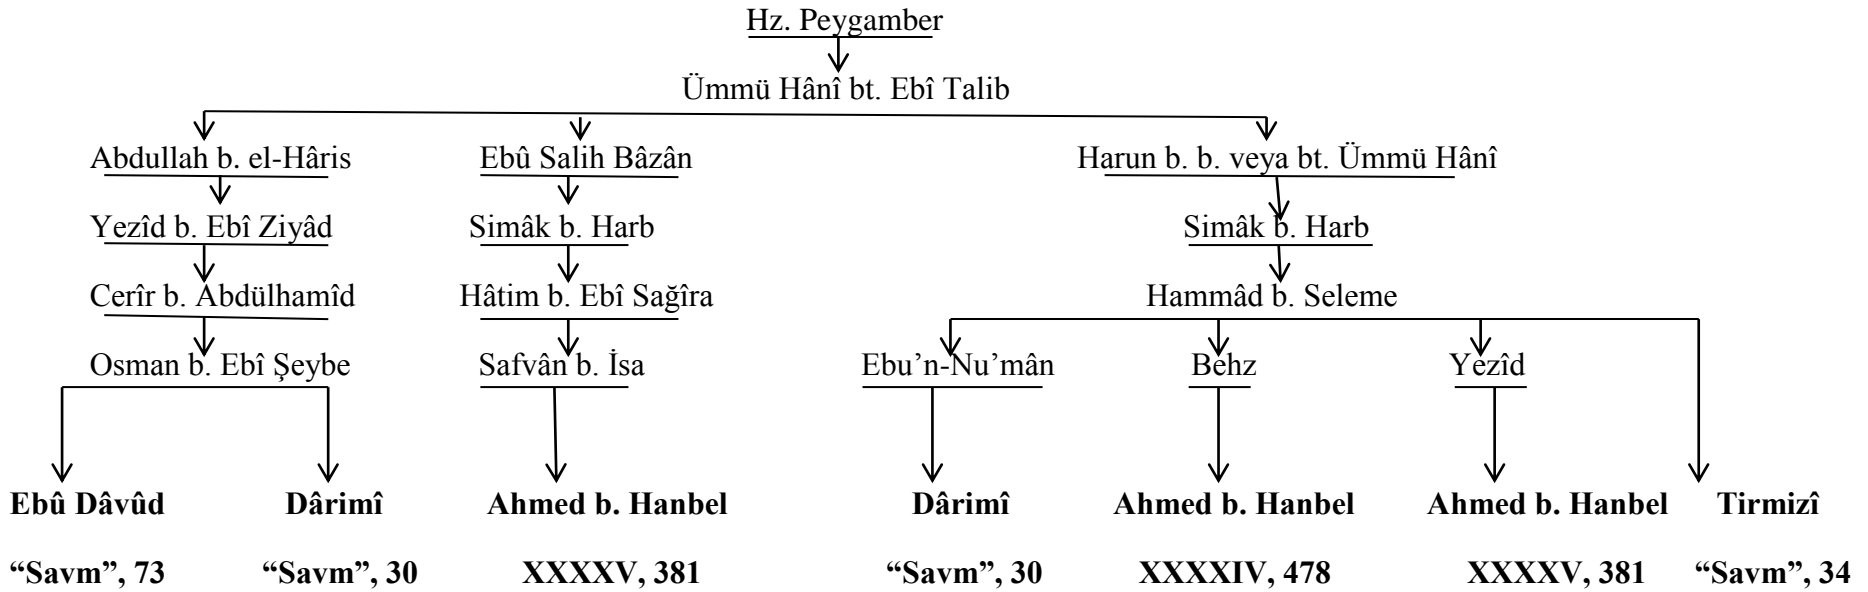 Hz. Peygamber
Ümmü Hânî bt. Ebî Talib
Abdullah b. el-Hâris Ebû Salih Bâzân Harun b. b. veya bt. Ümmü Hânî
Yezîd b. Ebî Ziyâd Simâk b. Harb Simâk b. Harb
Cerîr b. Abdülhamîd Hâtim b. Ebî Sağîra Hammâd b. Seleme
Osman b. Ebî Şeybe Safvân b. İsa Ebu’n-Nu’mân Behz Yezîd
Ebû Dâvûd Dârimî Ahmed b. Hanbel Dârimî Ahmed b. Hanbel Ahmed b. Hanbel Tirmizî
“Savm”, 73 “Savm”, 30 XXXXV, 381 “Savm”, 30 XXXXIV, 478 XXXXV, 381 “Savm”, 34